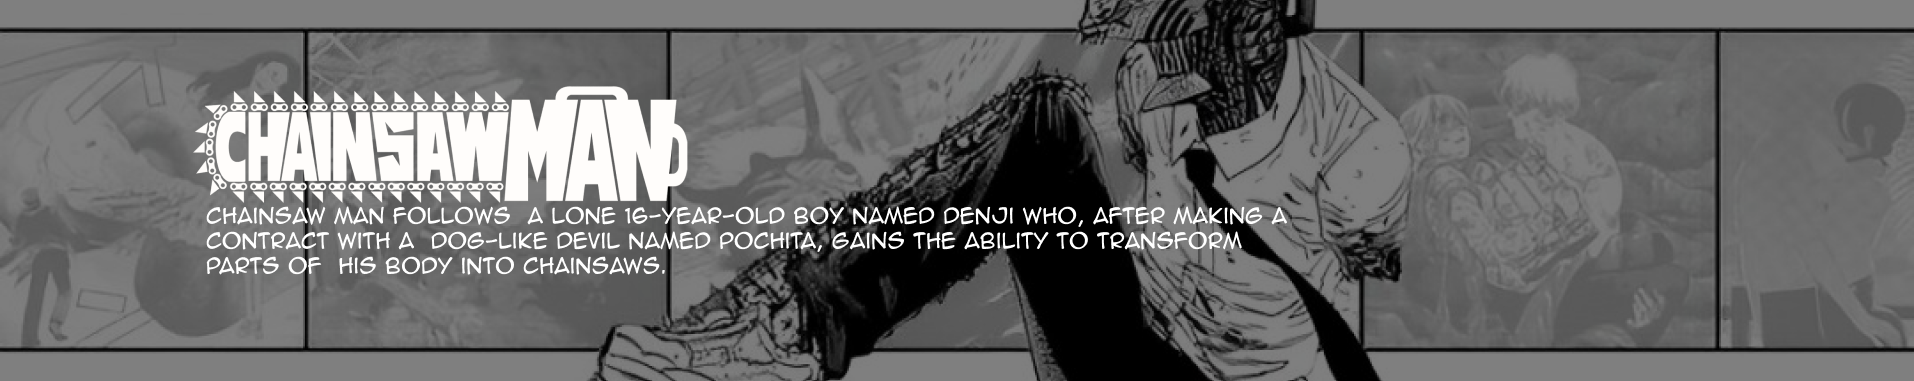 CHAINSAW MAN
CHAINSAW MAN FOLLOWS A LONE 16-YEAR-OLD BOY NAMED DENJI WHO, AFTER MAKING A
CONTRACT WITH A DOG-LIKE DEVIL NAMED POCHITA, GAINS THE ABILITY TO TRANSFORM
PARTS OF HIS BODY INTO CHAINSAWS.